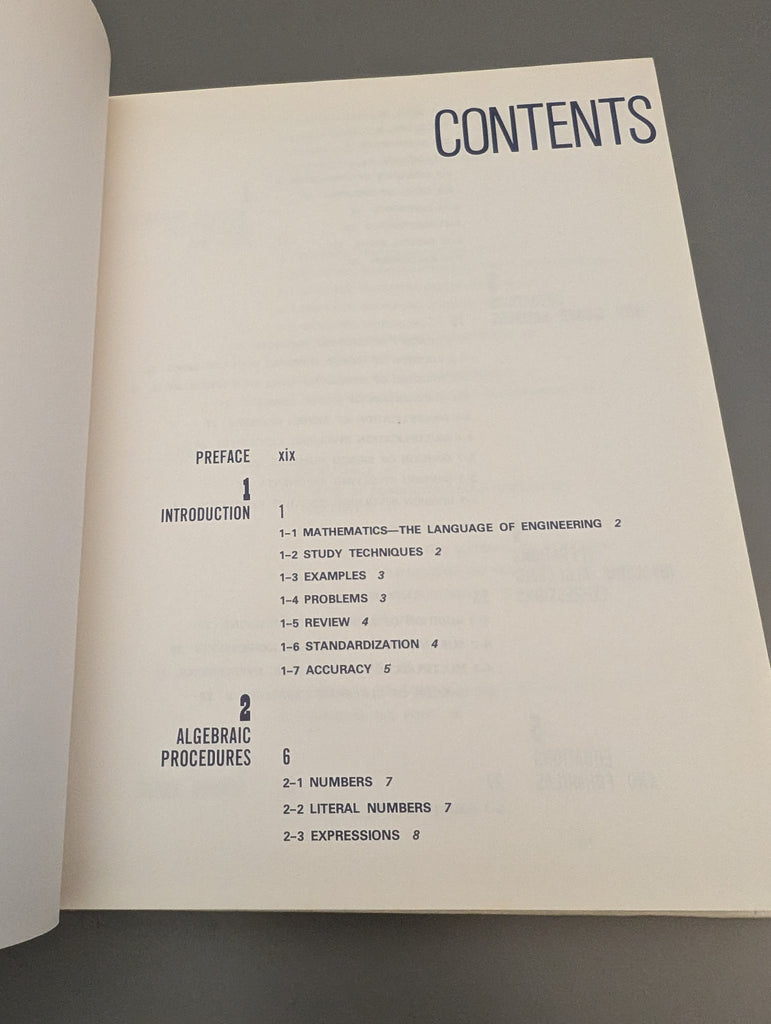 CONTENTS
PREFACE xix
1
INTRODUCTION 1
1–1 MATHEMATICS—THE LANGUAGE OF ENGINEERING 2
1–2 STUDY TECHNIQUES 2
1–3 EXAMPLES 3
1–4 PROBLEMS 3
1–5 REVIEW 4
1–6 STANDARDIZATION 4
1–7 ACCURACY 5
2
ALGEBRAIC
PROCEDURES 6
2–1 NUMBERS 7
2–2 LITERAL NUMBERS 7
2–3 EXPRESSIONS 8